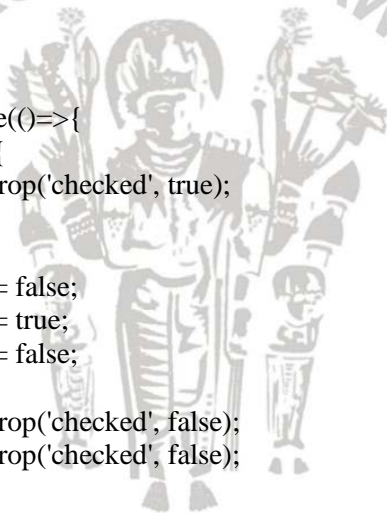 e(()=>{
{
rop('checked', true);
= false;
= true;
= false;
rop('checked', false);
rop('checked', false);